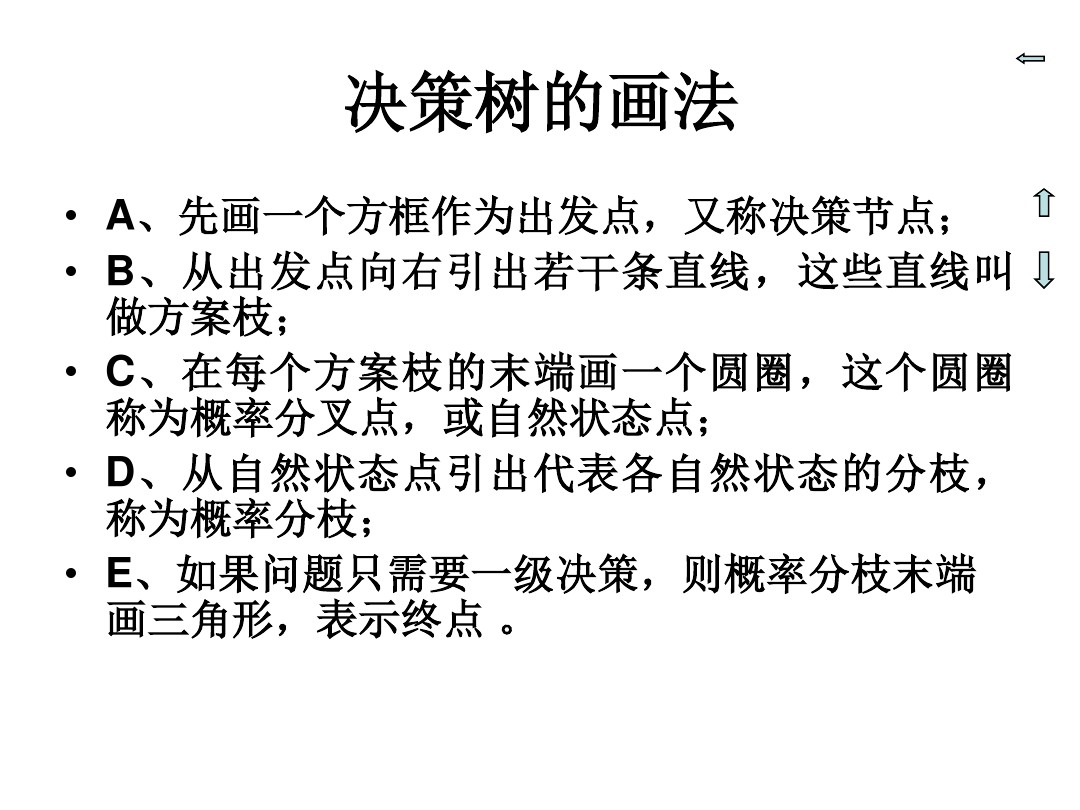 决策树的画法
• A、先画一个方框作为出发点，又称决策节点；
• B、从出发点向右引出若干条直线，这些直线叫
做方案枝；
• C、在每个方案枝的末端画一个圆圈，这个圆圈
称为概率分叉点，或自然状态点；
• D、从自然状态点引出代表各自然状态的分枝，
称为概率分枝；
• E、如果问题只需要一级决策，则概率分枝末端
画三角形，表示终点 。